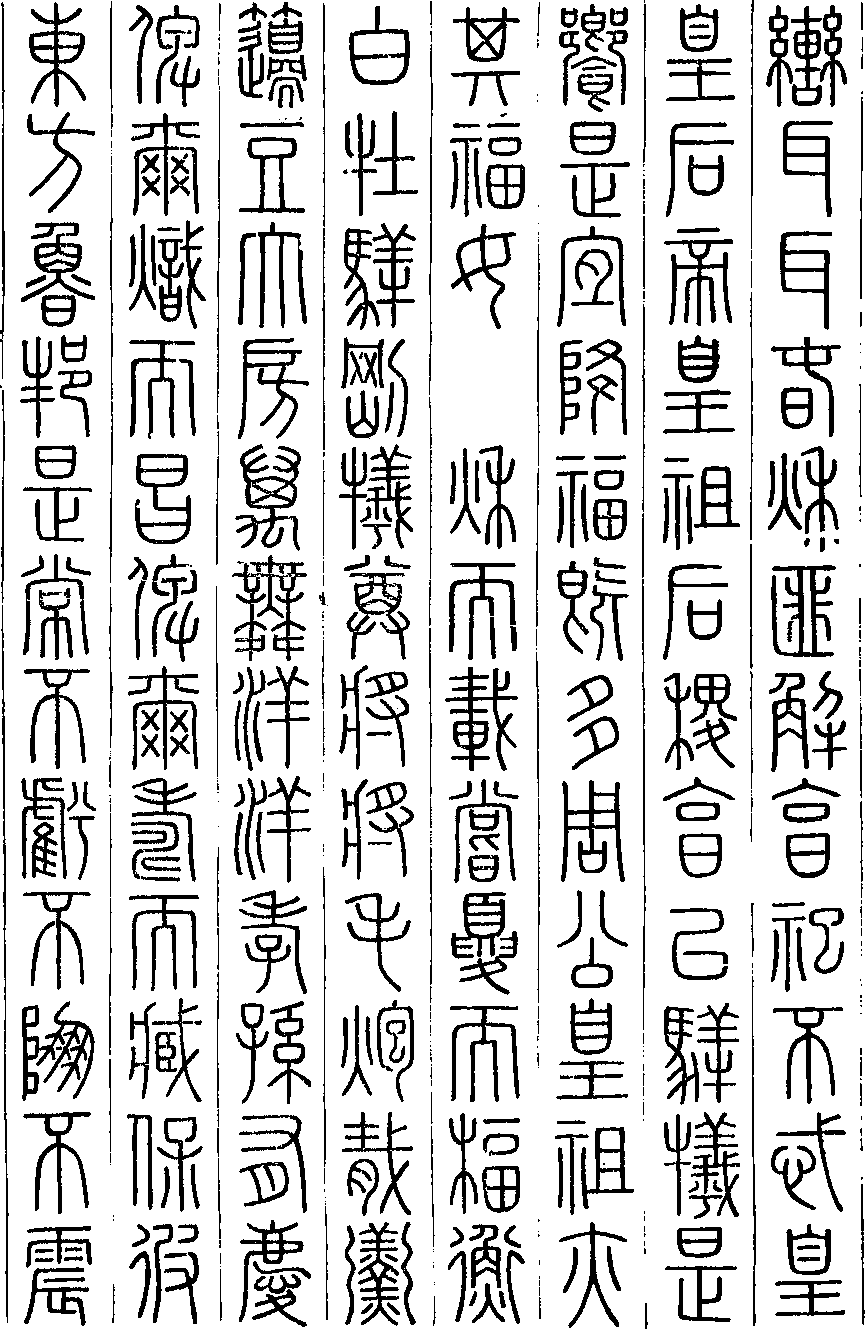 轡耳耳春秋匪解享祀不忒皇
皇后帝皇祖后稷享以騂犧是
饗是宜降福既多周公皇祖亦
其福女 秋而載嘗夏而楅衡
白牡騂剛犧尊將將毛炮胾羹
籩豆大房萬舞洋洋孝孫有慶
俾爾熾而昌俾爾壽而臧保彼
東方魯邦是常不虧不崩不震